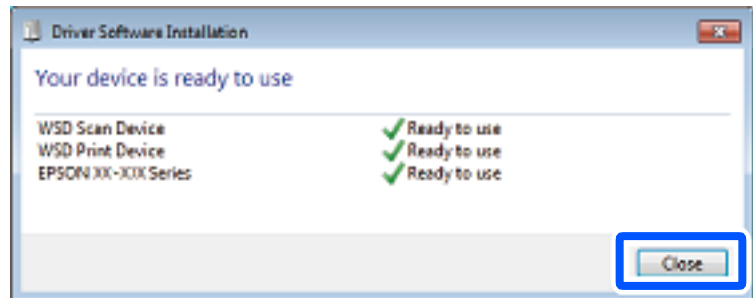 Driver Software Installation
Your device is ready to use
WSD Scan Device Ready to use
WSD Print Device Ready to use
EPSON XX-XXX Series Ready to use
Close